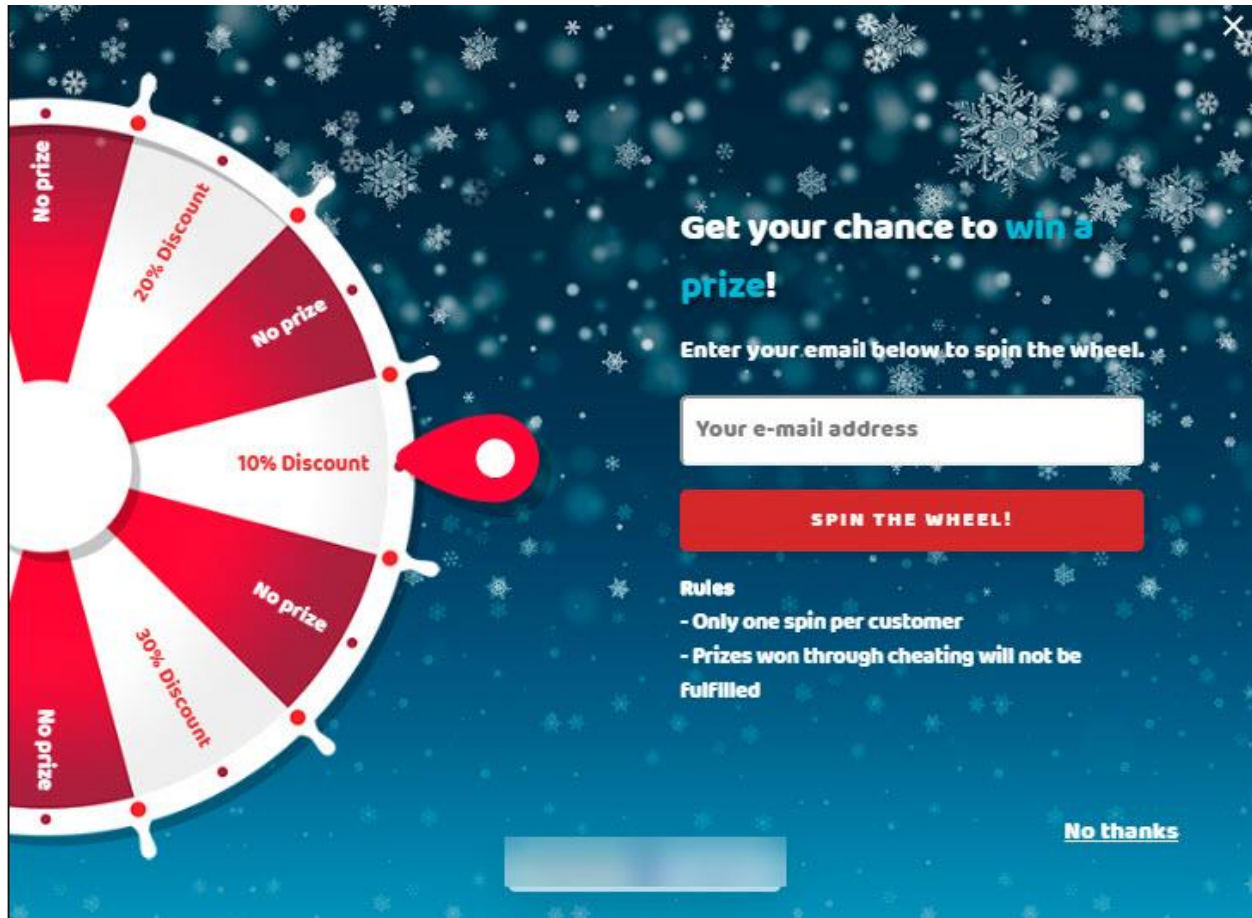 No prize
20% Discount
No prize
10% Discount
No prize
30% Discount
No prize
Get your chance to win a
prize!
Enter your email below to spin the wheel.
Your e-mail address
SPIN THE WHEEL!
Rules
- Only one spin per customer
- Prizes won through cheating will not be
fulfilled
No thanks